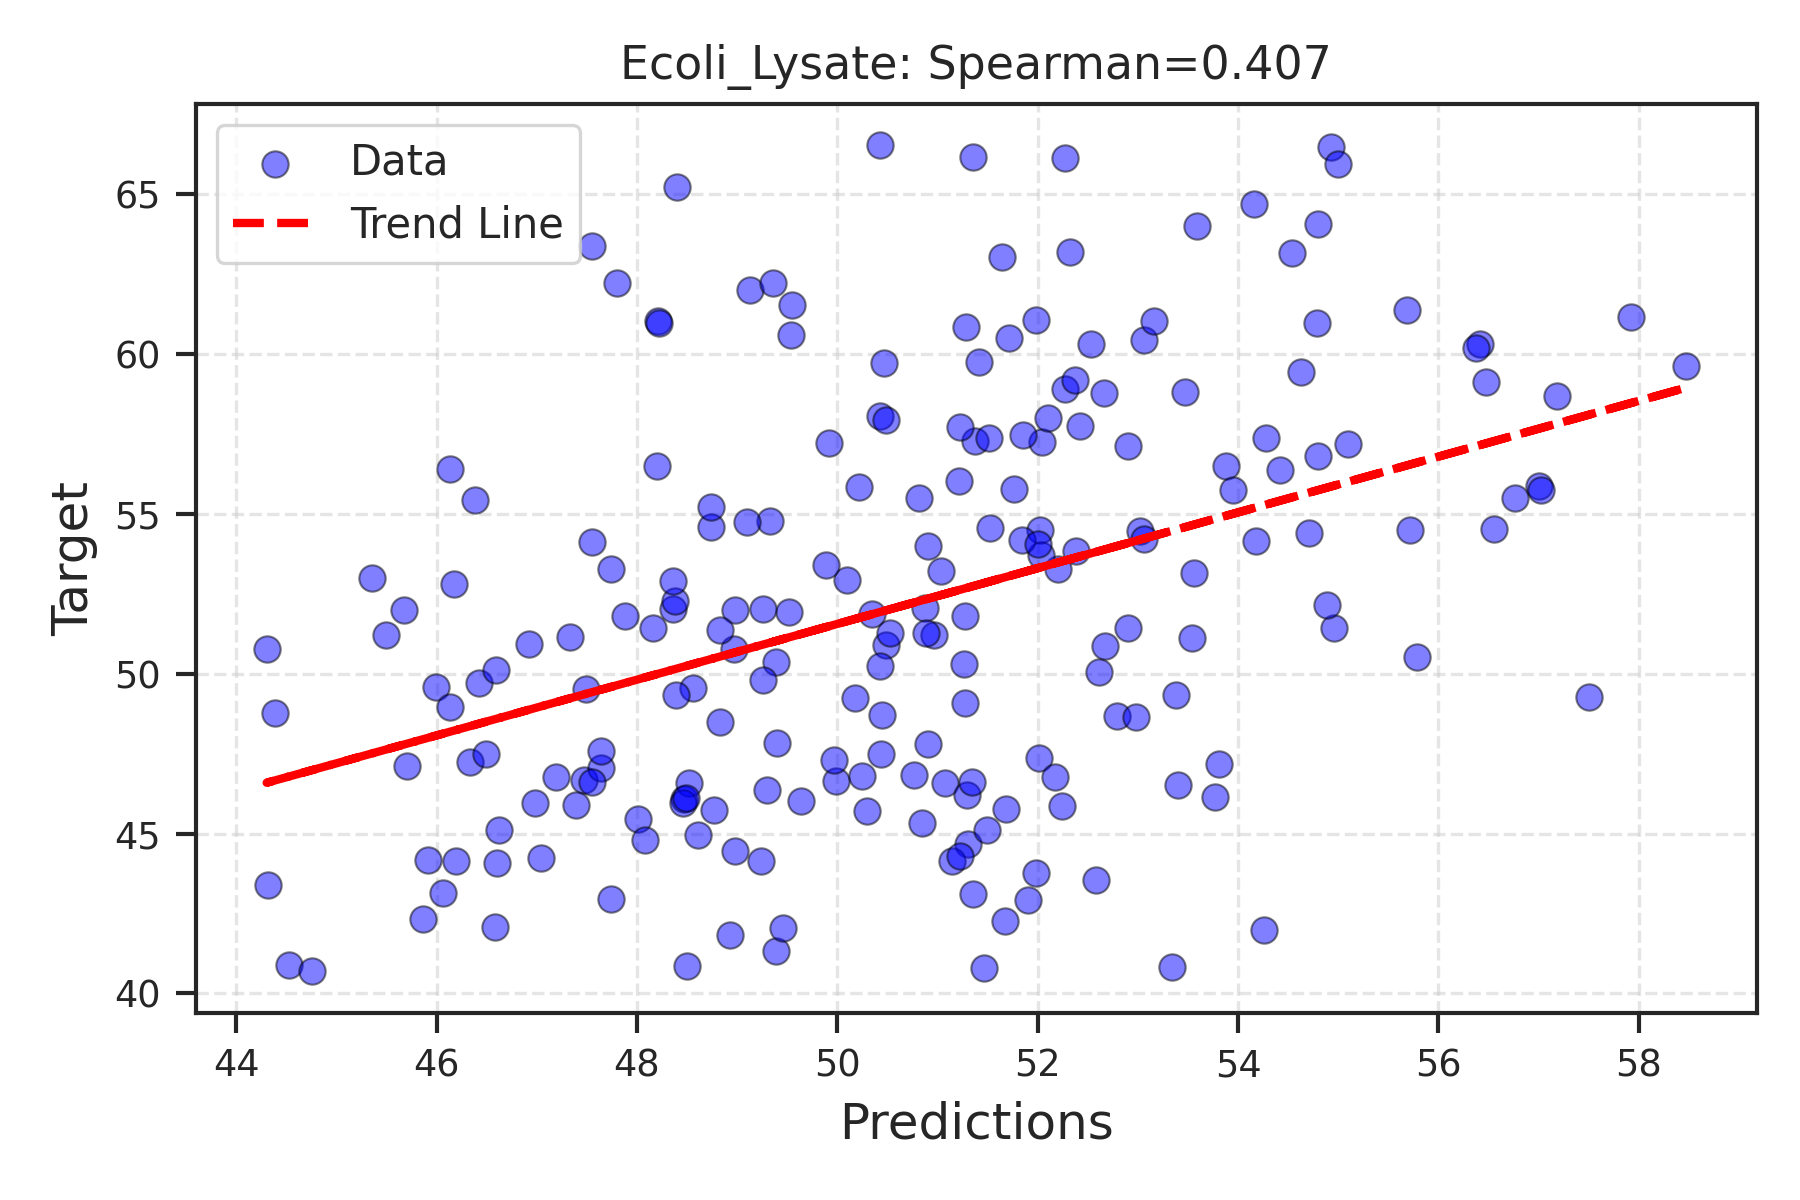 Ecoli_Lysate: Spearman=0.407
Data
Trend Line
65
60
55
50
45
40
Target
44 46 48 50 52 54 56 58
Predictions